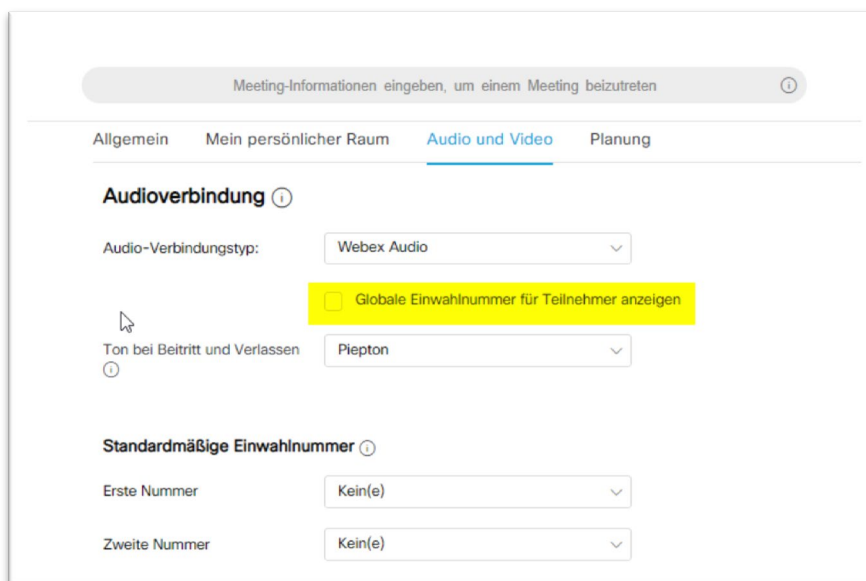 Meeting-Informationen eingeben, um einem Meeting beizutreten
Allgemein Mein persönlicher Raum Audio und Video Planung
Audioverbindung
Audio-Verbindungstyp: Webex Audio
Globale Einwahlnummer für Teilnehmer anzeigen
Ton bei Beitritt und Verlassen Piepton
Standardmäßige Einwahlnummer
Erste Nummer Kein(e)
Zweite Nummer Kein(e)